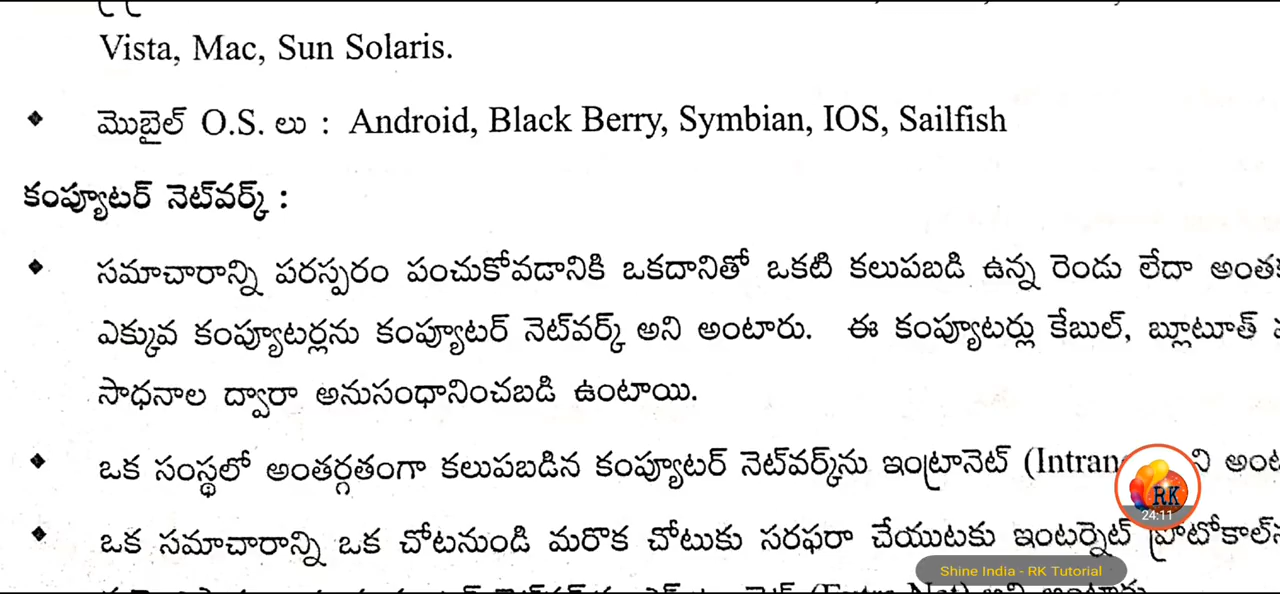 Vista, Mac, Sun Solaris.
❖ మొబైల్ O.S. లు : Android, Black Berry, Symbian, IOS, Sailfish
కంప్యూటర్ నెట్‌వర్క్ :
❖ సమాచారాన్ని పరస్పరం పంచుకోవడానికి ఒకదానితో ఒకటి కలుపబడి ఉన్న రెండు లేదా
ఎక్కువ కంప్యూటర్లను కంప్యూటర్ నెట్‌వర్క్ అని అంటారు. ఈ కంప్యూటర్లు కేబుల్, బ్లూటూత్
సాధనాల ద్వారా అనుసంధానించబడి ఉంటాయి.
❖ ఒక సంస్థలో అంతర్గతంగా కలుపబడిన కంప్యూటర్ నెట్‌వర్క్‌ను ఇంట్రానెట్
RK
24:11
❖ ఒక సమాచారాన్ని ఒక చోటనుండి మరొక చోటుకు సరఫరా చేయుటకు ఇంటర్నెట్
Shine India - RK Tutorial